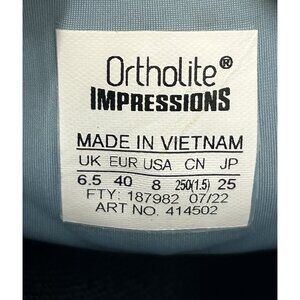 Ortholite®
IMPRESSIONS
MADE IN VIETNAM
UK EUR USA CN JP
6.5 40 8 250(1.5) 25
FTY: 187982 07/22
ART NO. 414502